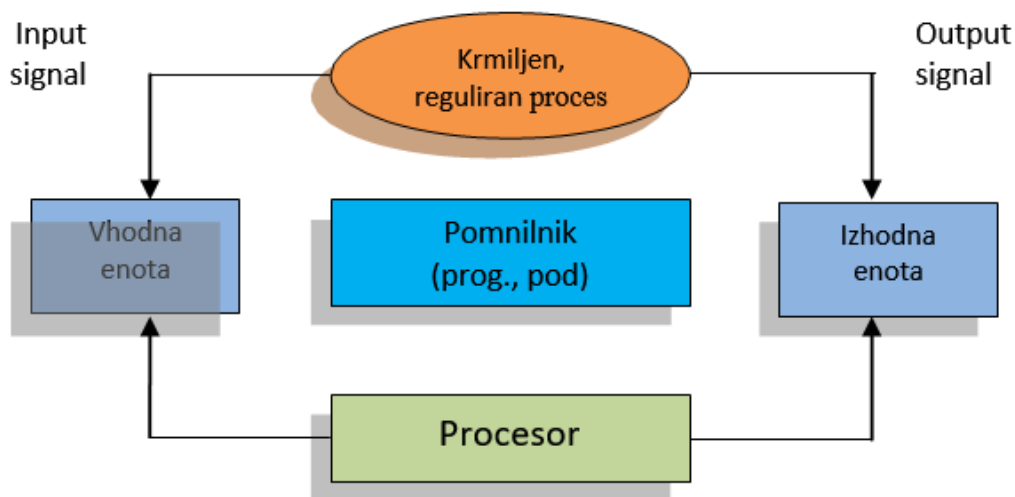 Input
signal
Krmiljen,
reguliran proces
Output
signal
Vhodna
enota
Pomnilnik
(prog., pod)
Izhodna
enota
Procesor